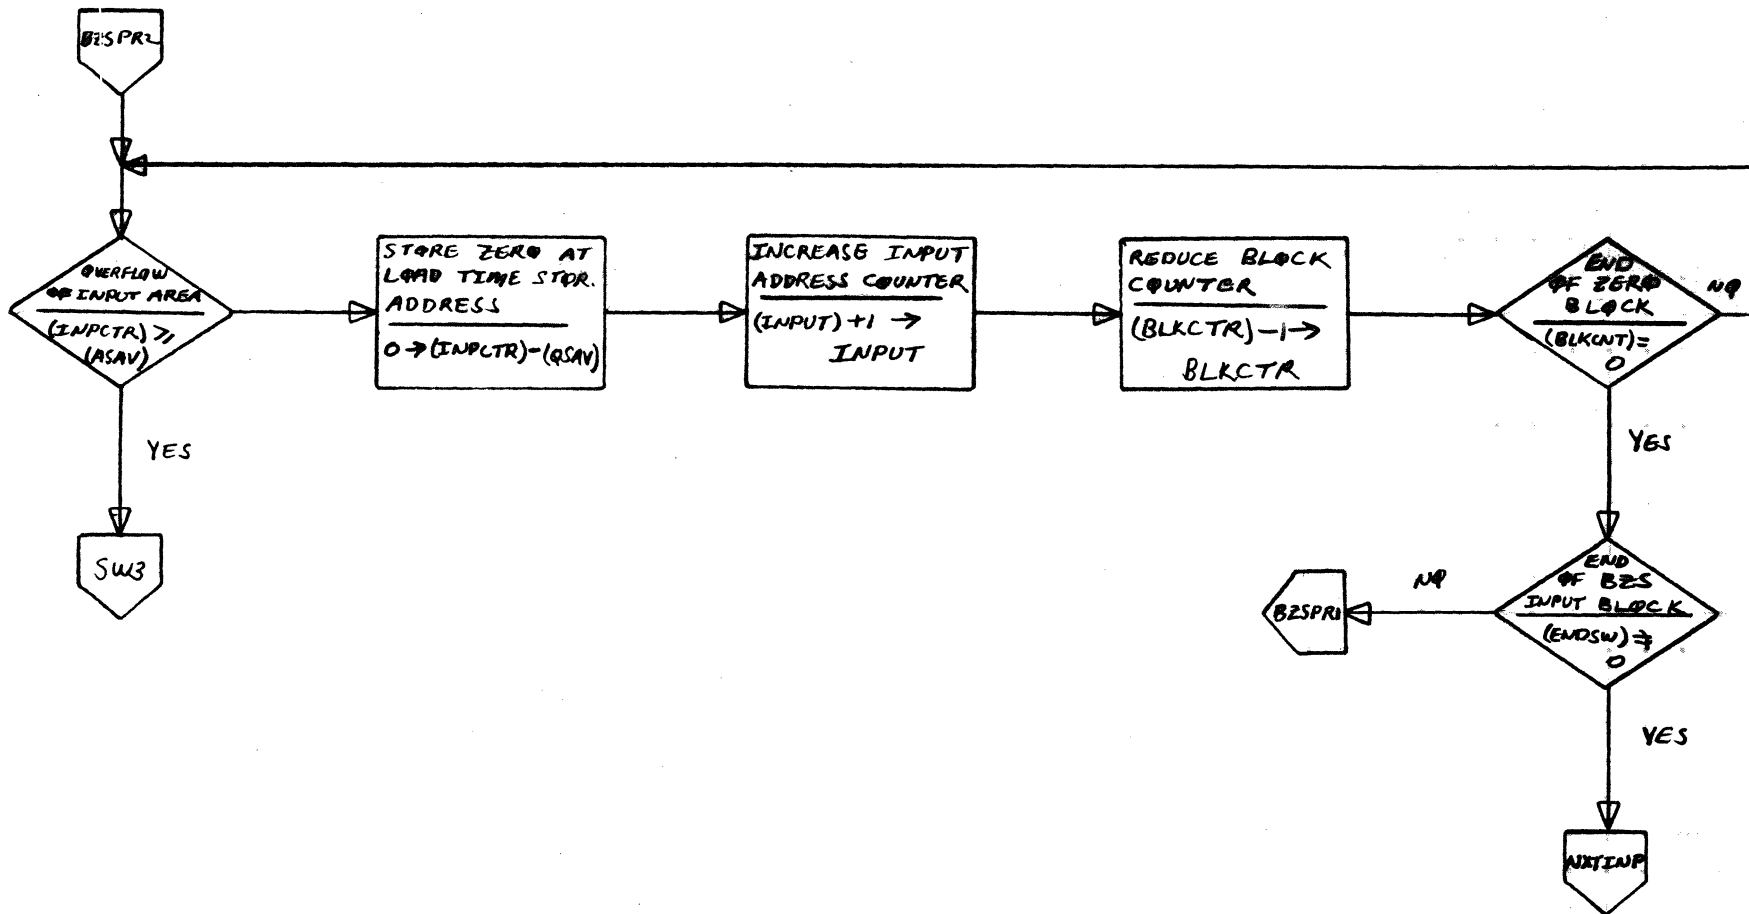 BZSPR2
OVERFLOW
OF INPUT AREA
(INPCTR) ≥
(ASAV)
YES
SW3
STORE ZERO AT
LOAD TIME STOR.
ADDRESS
0 → (INPCTR) - (QSAV)
INCREASE INPUT
ADDRESS COUNTER
(INPUT) +1 →
INPUT
REDUCE BLOCK
COUNTER
(BLKCTR) -1 →
BLKCTR
END
OF ZERO
BLOCK
(BLKCNT) =
0
NO
YES
END
OF BZS
INPUT BLOCK
(ENDSW) ≠
0
NO
BZSPR1
YES
NXTINP